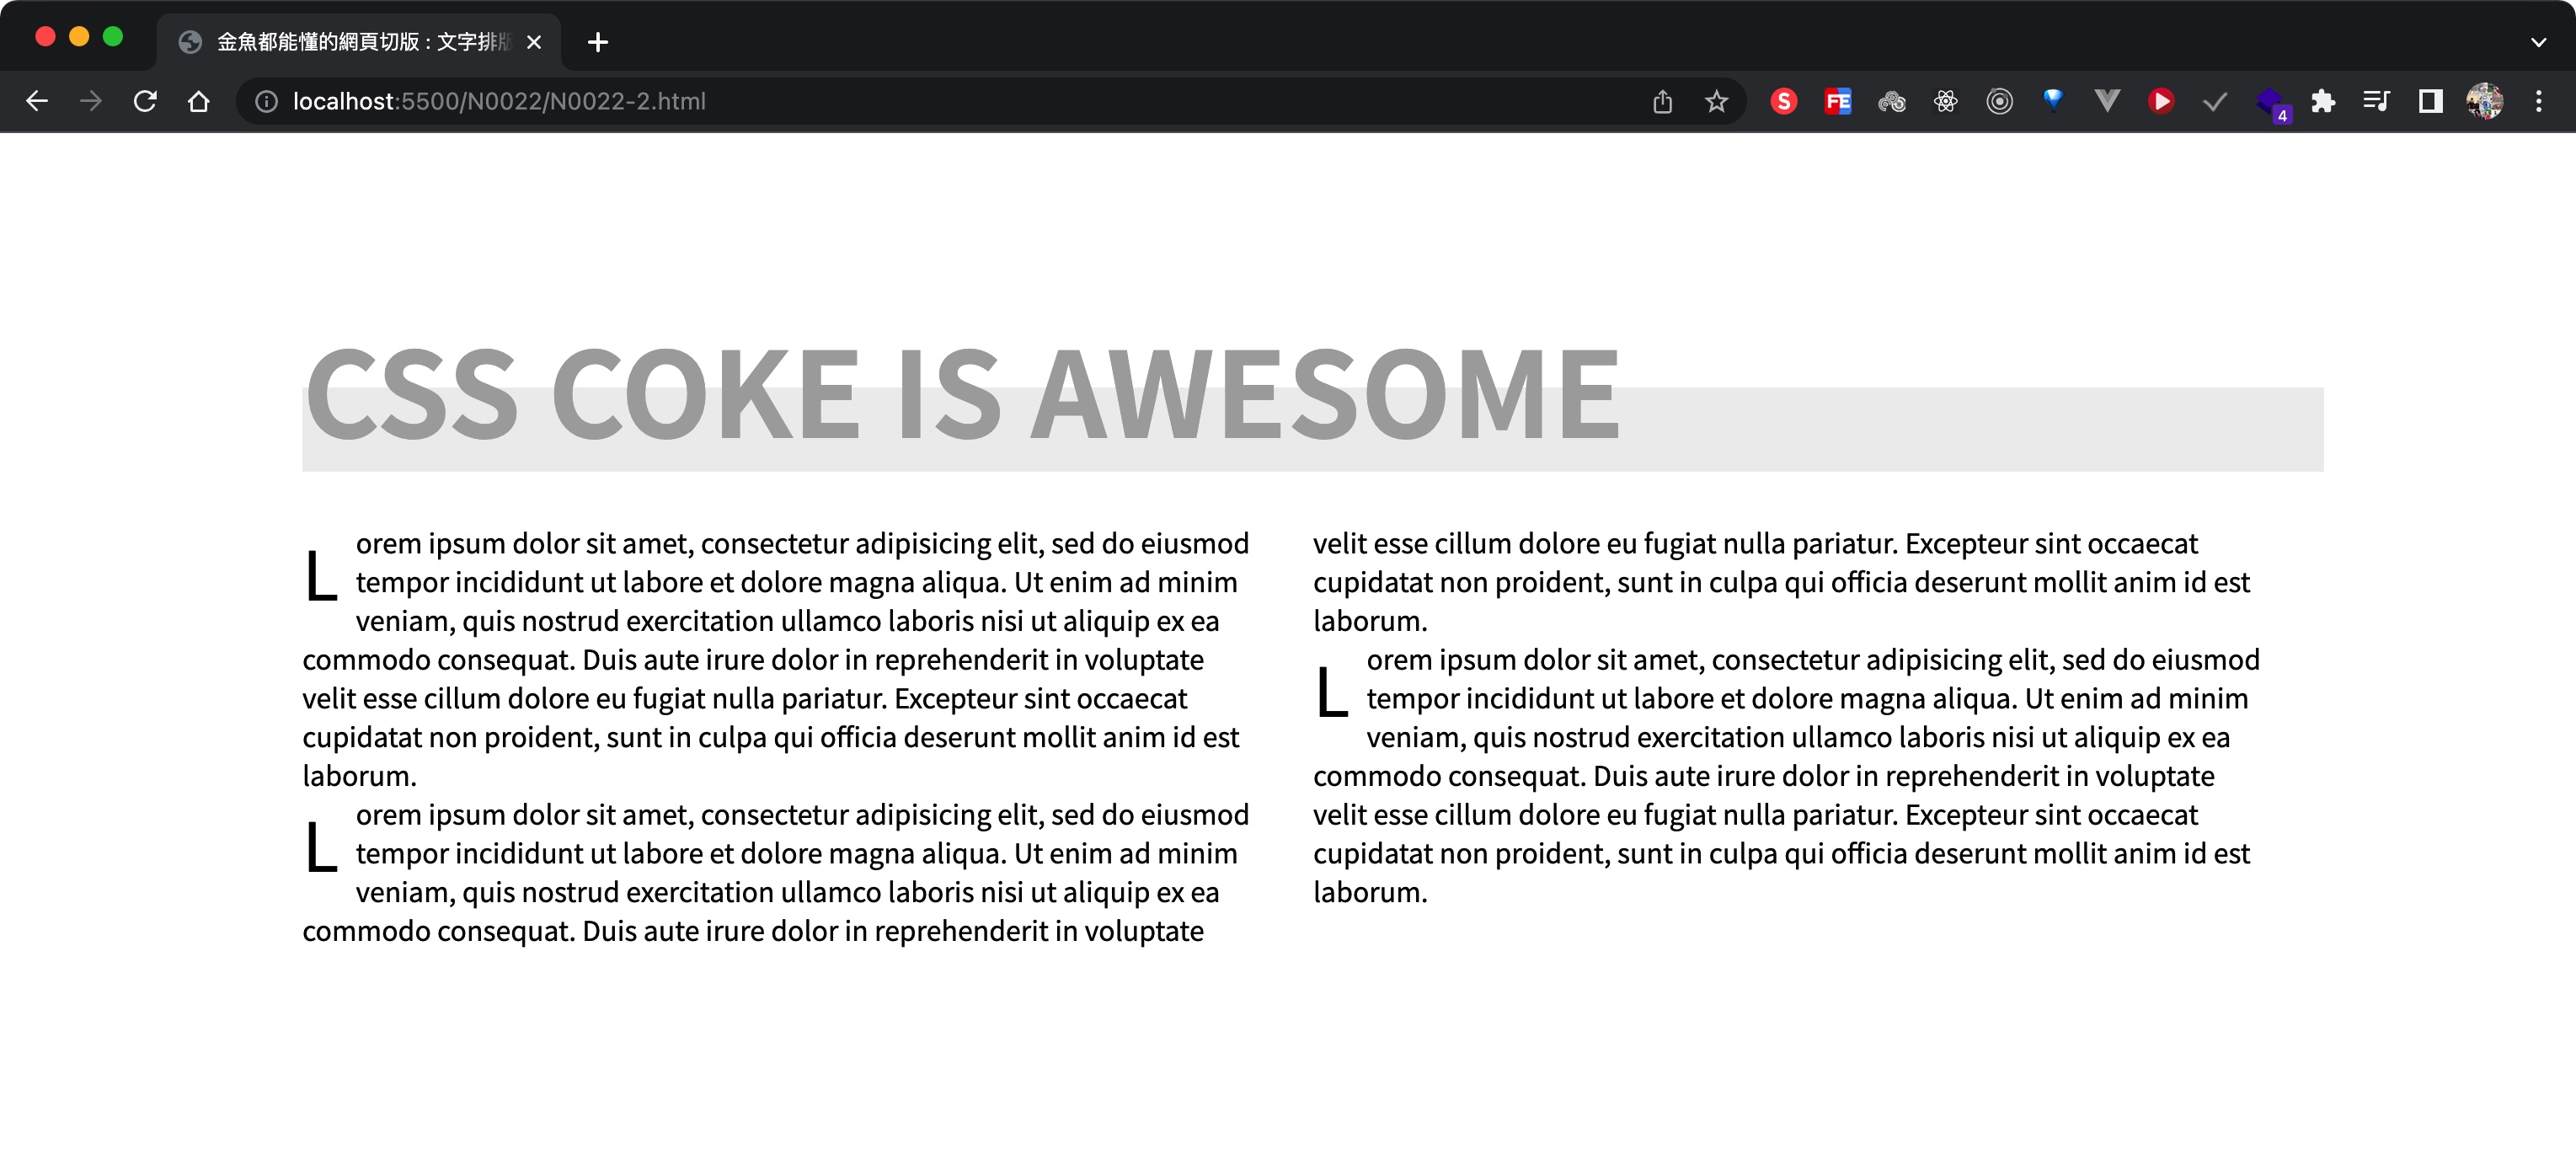 金魚都能懂的網頁切版 : 文字排版
localhost:5500/N0022/N0022-2.html
S
FE
4
CSS COKE IS AWESOME
Lorem ipsum dolor sit amet, consectetur adipisicing elit, sed do eiusmod
tempor incididunt ut labore et dolore magna aliqua. Ut enim ad minim
veniam, quis nostrud exercitation ullamco laboris nisi ut aliquip ex ea
commodo consequat. Duis aute irure dolor in reprehenderit in voluptate
velit esse cillum dolore eu fugiat nulla pariatur. Excepteur sint occaecat
cupidatat non proident, sunt in culpa qui officia deserunt mollit anim id est
laborum.
Lorem ipsum dolor sit amet, consectetur adipisicing elit, sed do eiusmod
tempor incididunt ut labore et dolore magna aliqua. Ut enim ad minim
veniam, quis nostrud exercitation ullamco laboris nisi ut aliquip ex ea
commodo consequat. Duis aute irure dolor in reprehenderit in voluptate
velit esse cillum dolore eu fugiat nulla pariatur. Excepteur sint occaecat
cupidatat non proident, sunt in culpa qui officia deserunt mollit anim id est
laborum.
Lorem ipsum dolor sit amet, consectetur adipisicing elit, sed do eiusmod
tempor incididunt ut labore et dolore magna aliqua. Ut enim ad minim
veniam, quis nostrud exercitation ullamco laboris nisi ut aliquip ex ea
commodo consequat. Duis aute irure dolor in reprehenderit in voluptate
velit esse cillum dolore eu fugiat nulla pariatur. Excepteur sint occaecat
cupidatat non proident, sunt in culpa qui officia deserunt mollit anim id est
laborum.